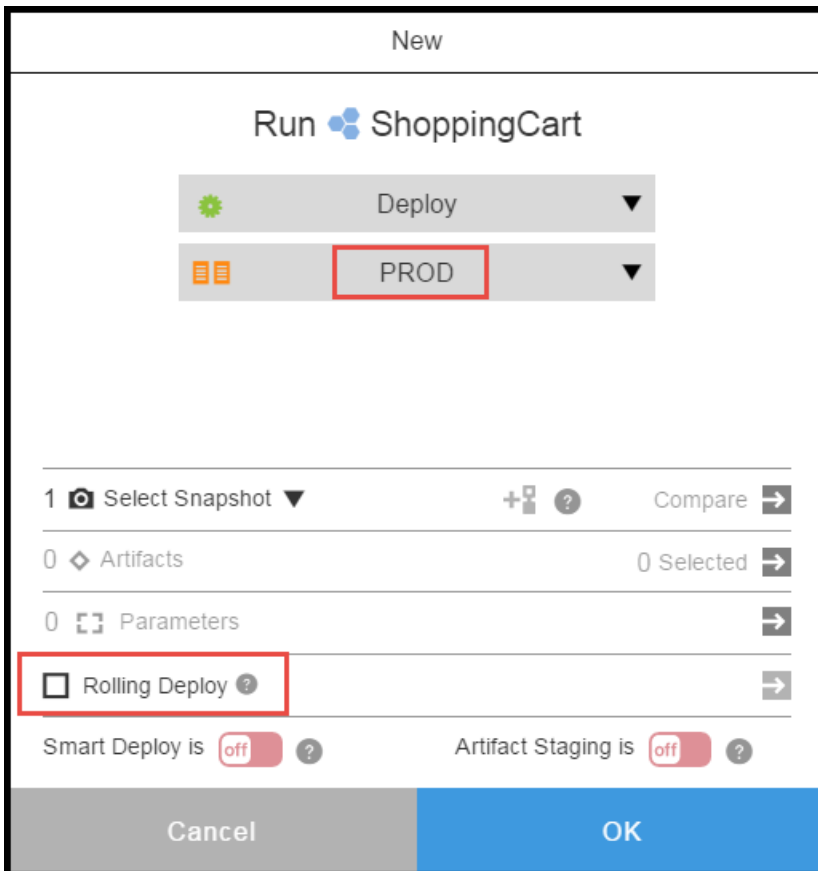 New
Run ShoppingCart
Deploy
PROD
1 Select Snapshot ? Compare
0 Artifacts 0 Selected
0 Parameters
Rolling Deploy ?
Smart Deploy is off ? Artifact Staging is off ?
Cancel OK